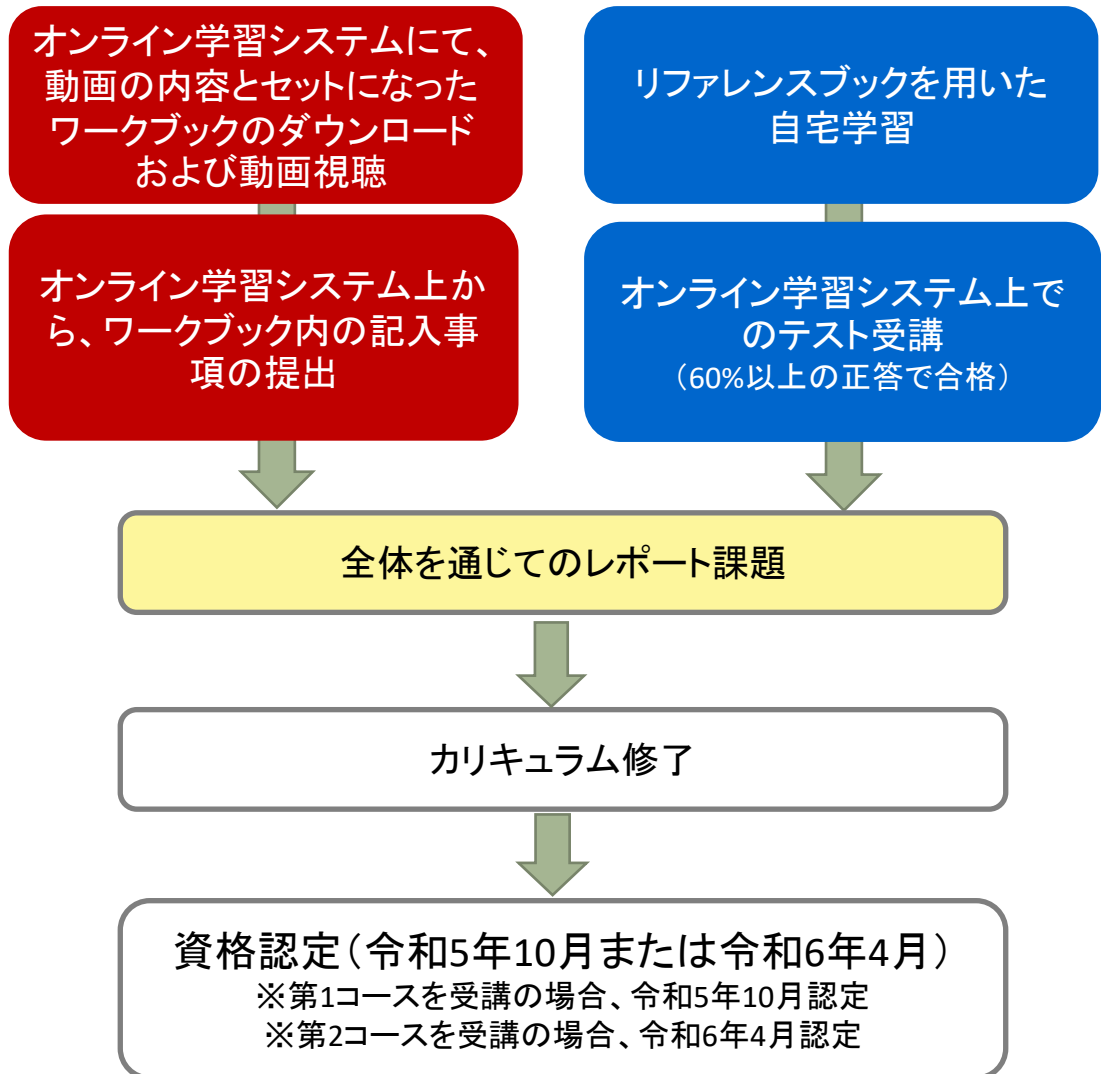 オンライン学習システムにて、
動画の内容とセットになった
ワークブックのダウンロード
および動画視聴
リファレンスブックを用いた
自宅学習
オンライン学習システム上か
ら、ワークブック内の記入事
項の提出
オンライン学習システム上で
のテスト受講
（60%以上の正答で合格）
全体を通じてのレポート課題
カリキュラム修了
資格認定（令和5年10月または令和6年4月）
※第1コースを受講の場合、令和5年10月認定
※第2コースを受講の場合、令和6年4月認定